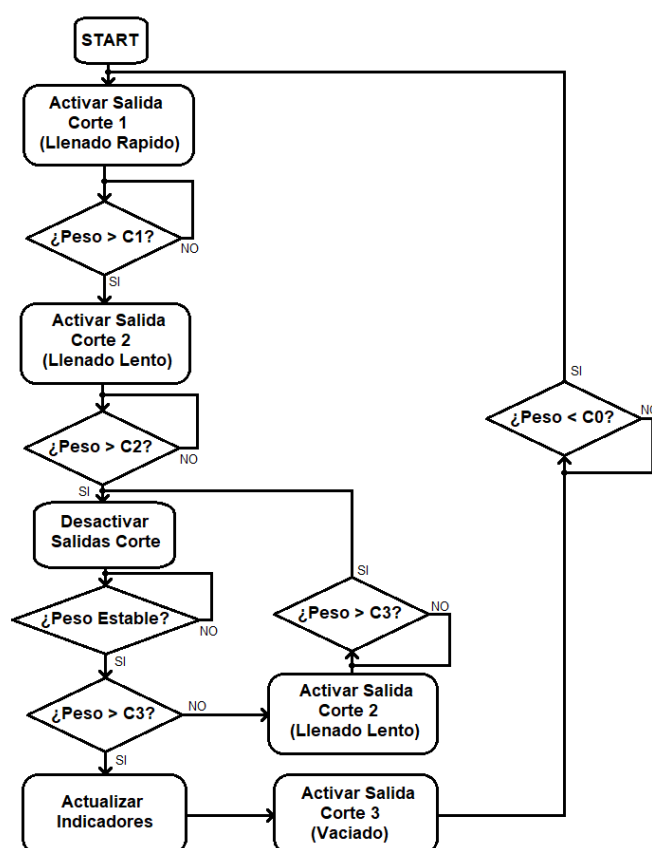 START
Activar Salida
Corte 1
(Llenado Rapido)
¿Peso > C1?
NO
SI
Activar Salida
Corte 2
(Llenado Lento)
¿Peso > C2?
NO
SI
Desactivar
Salidas Corte
¿Peso Estable?
NO
SI
¿Peso > C3?
NO
SI
Activar Salida
Corte 2
(Llenado Lento)
¿Peso > C3?
NO
SI
Actualizar
Indicadores
Activar Salida
Corte 3
(Vaciado)
¿Peso < C0?
NO
SI